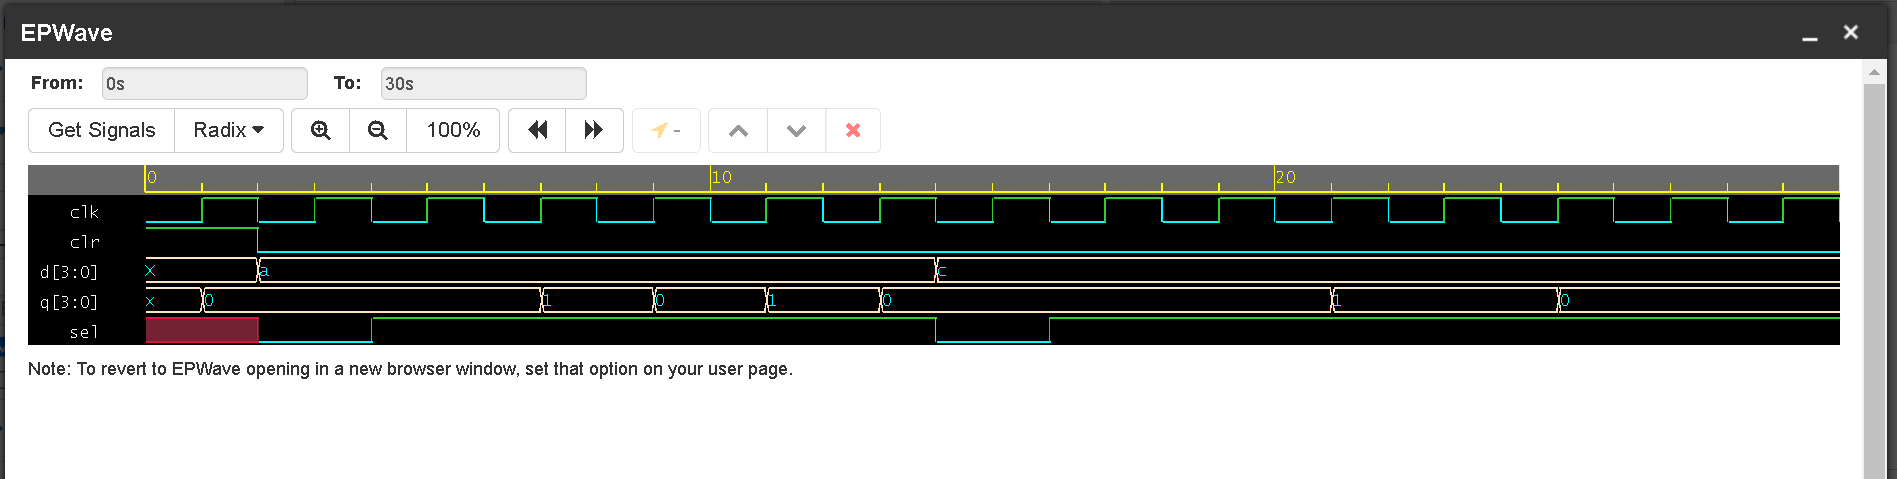 EPWave
From: 0s To: 30s
Get Signals Radix 100% -
0 10 20
clk
clr
d[3:0] x a c
q[3:0] x 0 1 0 1 0 1 0
sel
Note: To revert to EPWave opening in a new browser window, set that option on your user page.